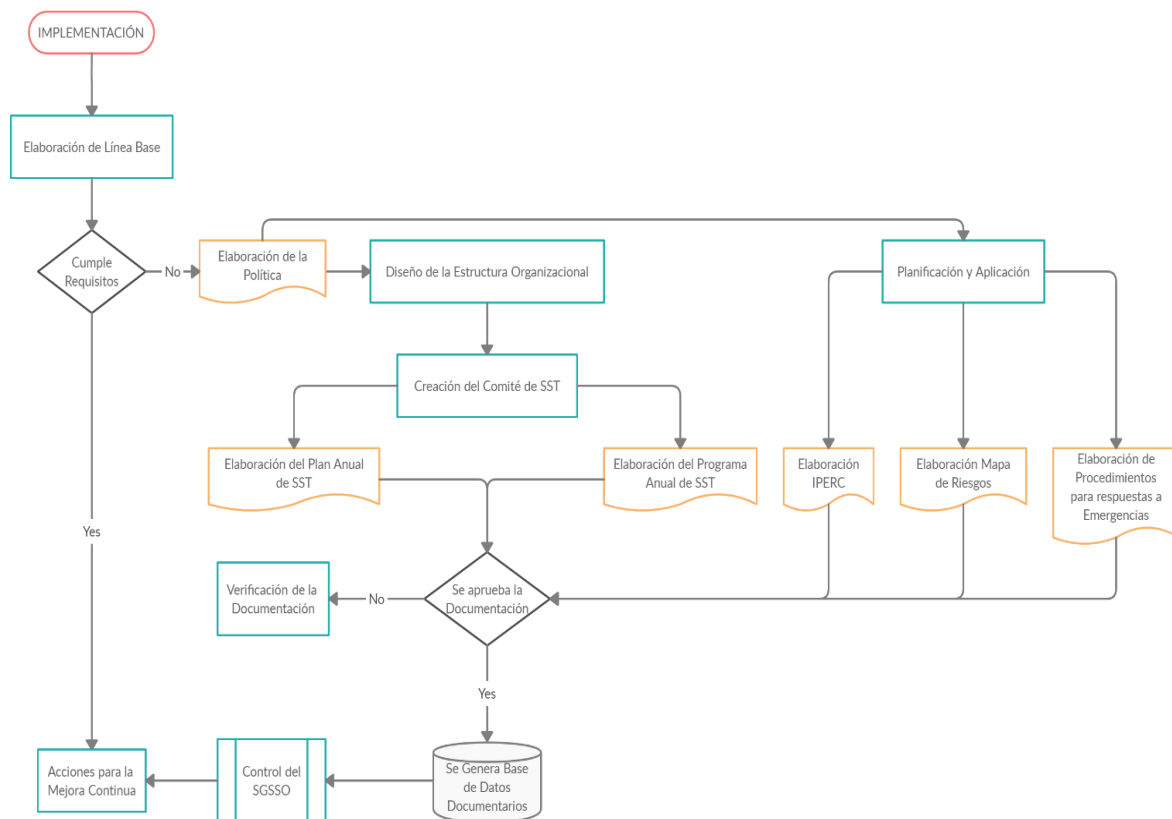 IMPLEMENTACIÓN
Elaboración de Línea Base
Cumple
Requisitos
No
Elaboración de la
Política
Diseño de la Estructura Organizacional
Planificación y Aplicación
Creación del Comité de SST
Elaboración del Plan Anual
de SST
Elaboración del Programa
Anual de SST
Elaboración
IPERC
Elaboración Mapa
de Riesgos
Elaboración de
Procedimientos
para respuestas a
Emergencias
Yes
Verificación de la
Documentación
No
Se aprueba la
Documentación
Yes
Acciones para la
Mejora Continua
Control del
SGSSO
Se Genera Base
de Datos
Documentarios